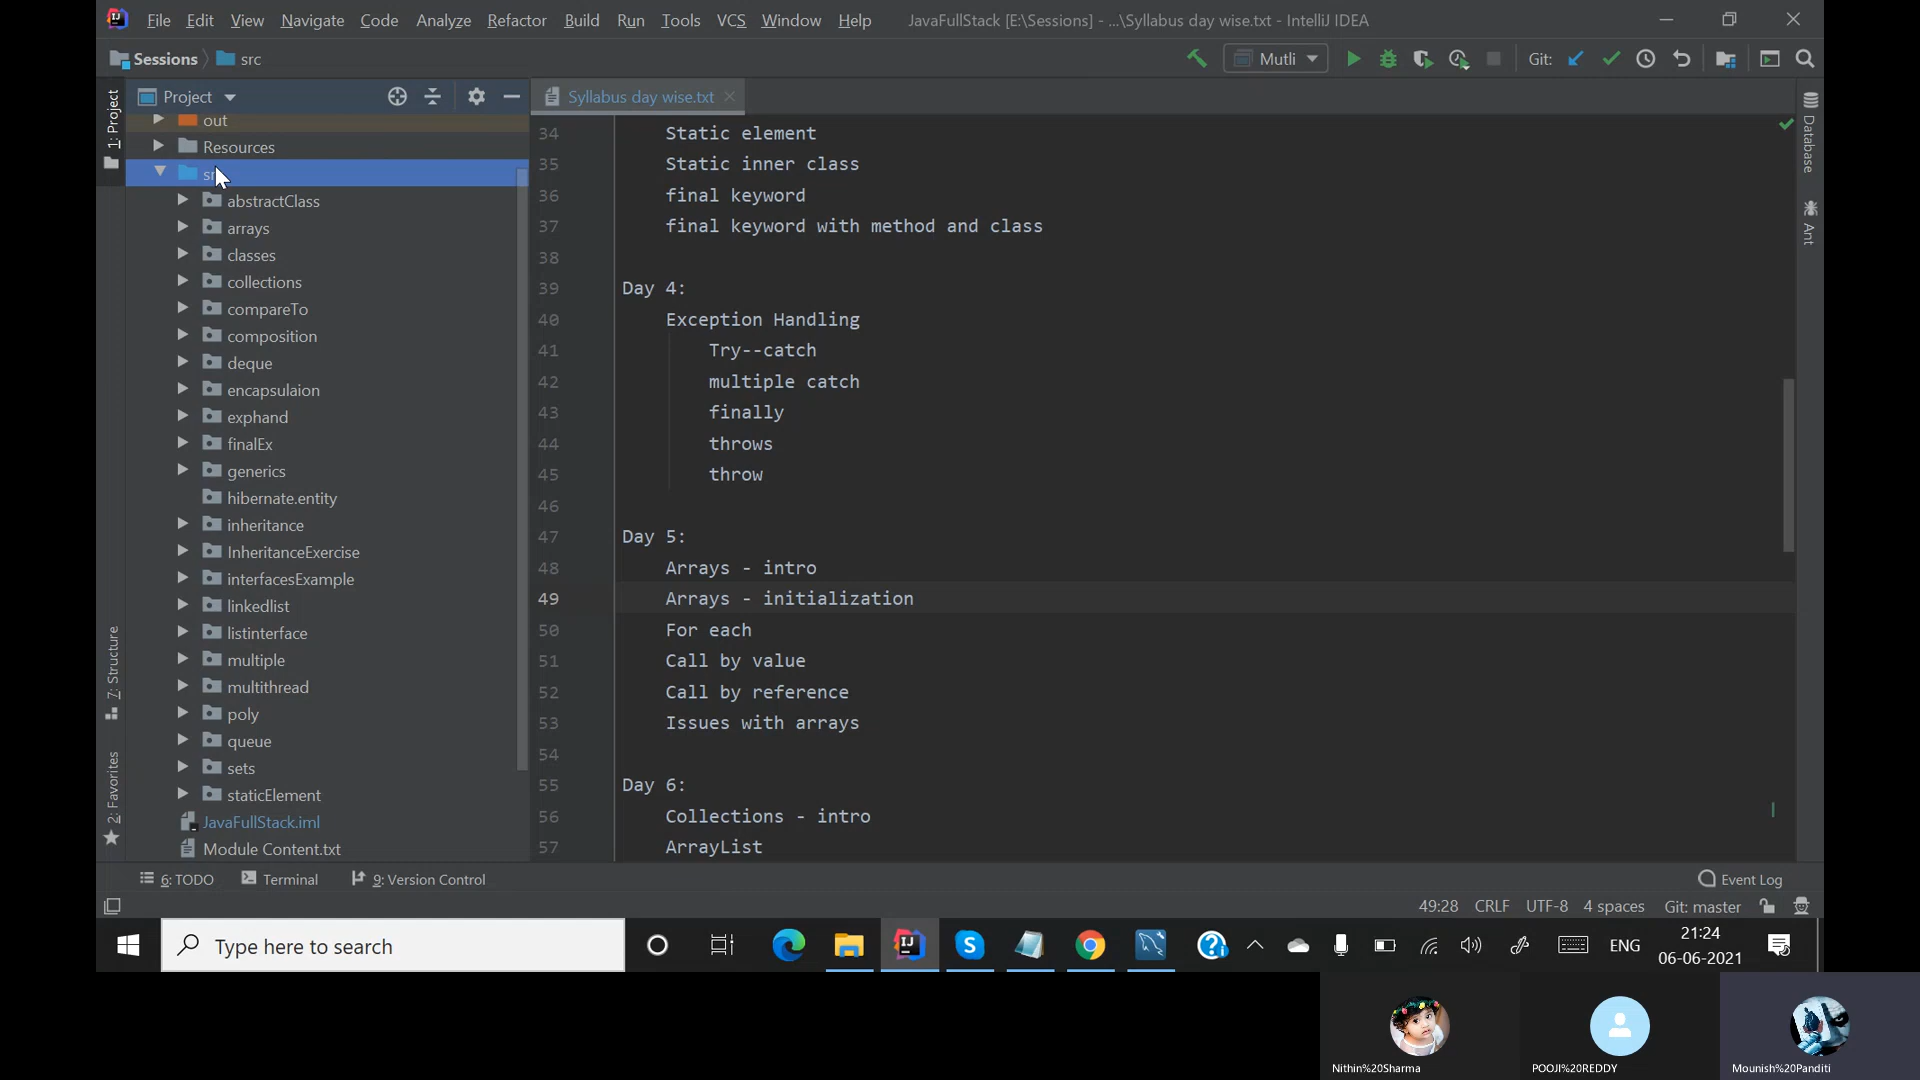 File Edit View Navigate Code Analyze Refactor Build Run Tools VCS Window Help JavaFullStack [E:\Sessions] - ...\Syllabus day wise.txt - IntelliJ IDEA
Sessions src Mutli Git:
Project Syllabus day wise.txt
1: Project
7: Structure
2: Favorites
out
Resources
abstractClass
arrays
classes
collections
compareTo
composition
deque
encapsulaion
exphand
finalEx
generics
hibernate.entity
inheritance
InheritanceExercise
interfacesExample
linkedlist
listinterface
multiple
multithread
poly
queue
sets
staticElement
JavaFullStack.iml
Module Content.txt
34 Static element
35 Static inner class
36 final keyword
37 final keyword with method and class
38
39 Day 4:
40 Exception Handling
41 Try--catch
42 multiple catch
43 finally
44 throws
45 throw
46
47 Day 5:
48 Arrays - intro
49 Arrays - initialization
50 For each
51 Call by value
52 Call by reference
53 Issues with arrays
54
55 Day 6:
56 Collections - intro
57 ArrayList
Database
Ant
6: TODO Terminal 9: Version Control Event Log
49:28 CRLF UTF-8 4 spaces Git: master
Type here to search ENG 21:24
06-06-2021
Nithin%20Sharma POOJI%20REDDY Mounish%20Panditi